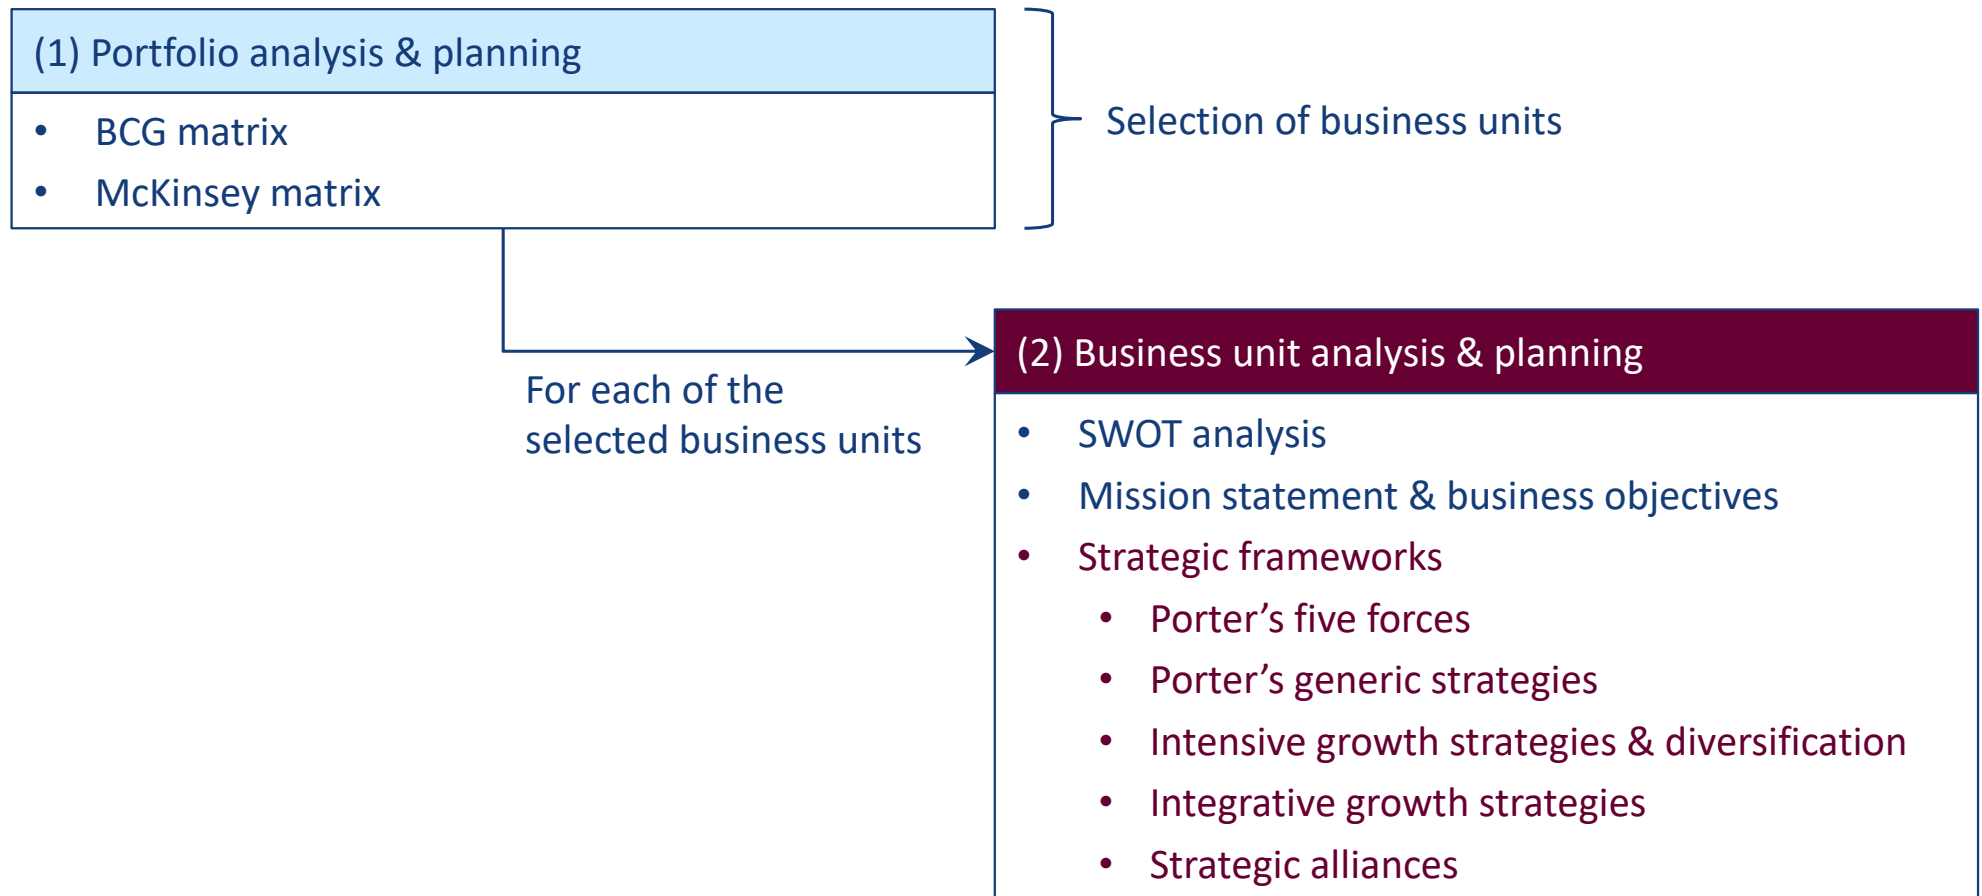 (1) Portfolio analysis & planning
• BCG matrix
• McKinsey matrix
Selection of business units
For each of the
selected business units
(2) Business unit analysis & planning
• SWOT analysis
• Mission statement & business objectives
• Strategic frameworks
• Porter’s five forces
• Porter’s generic strategies
• Intensive growth strategies & diversification
• Integrative growth strategies
• Strategic alliances